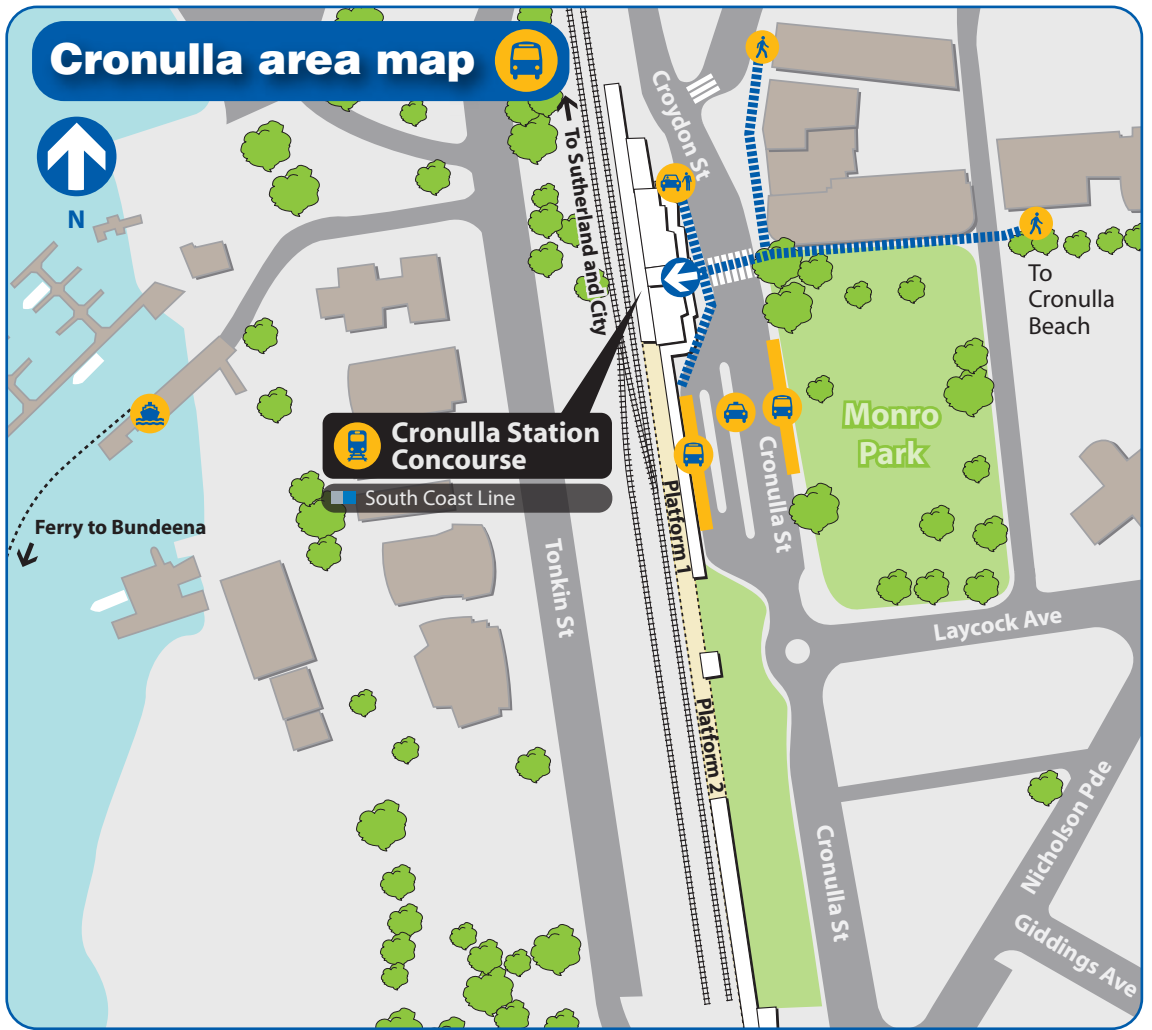 Cronulla area map
N
To Sutherland and City
Croydon St
To
Cronulla
Beach
Monro
Park
Cronulla Station
Concourse
South Coast Line
Ferry to Bundeena
Platform 1
Cronulla St
Tonkin St
Laycock Ave
Platform 2
Nicholson Pde
Cronulla St
Giddings Ave